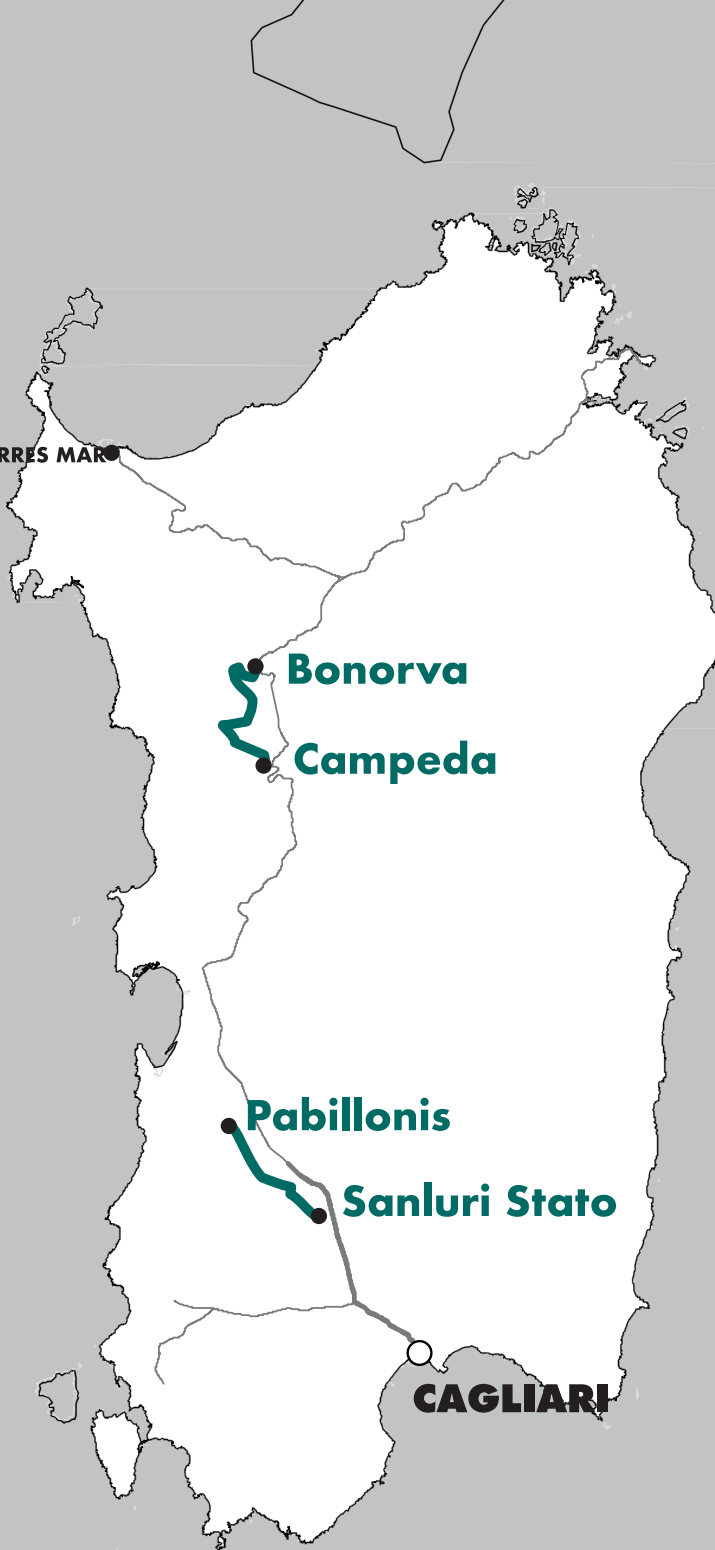 RRES MAR
Bonorva
Campeda
Pabillonis
Sanluri Stato
CAGLIARI